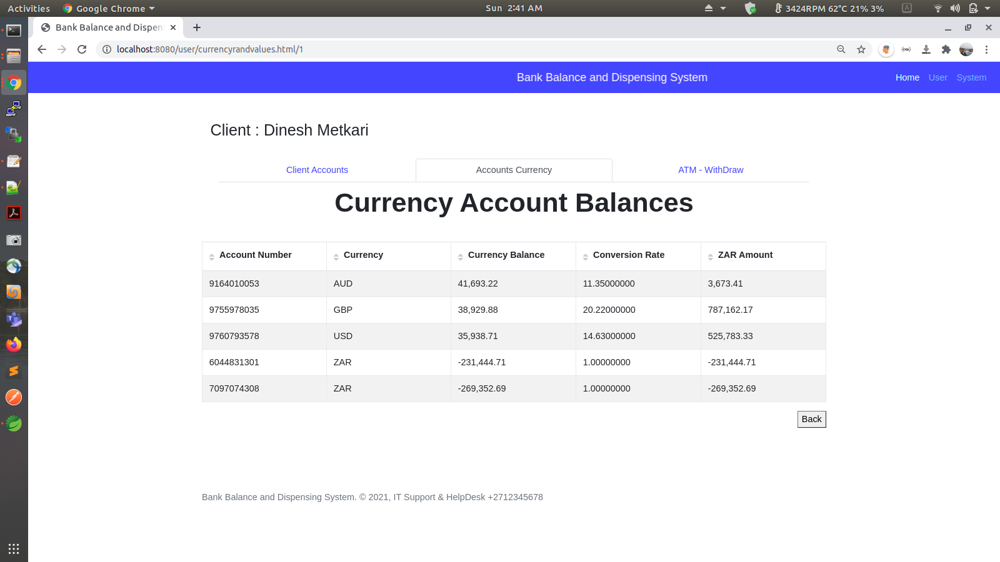 Activities Google Chrome Sun 2:41 AM 3424RPM 62°C 21% 3% A
Bank Balance and Dispen
localhost:8080/user/currencyrandvalues.html/1
Bank Balance and Dispensing System Home User System
Client : Dinesh Metkari
Client Accounts Accounts Currency ATM - WithDraw
Currency Account Balances
Account Number Currency Currency Balance Conversion Rate ZAR Amount
9164010053 AUD 41,693.22 11.35000000 3,673.41
9755978035 GBP 38,929.88 20.22000000 787,162.17
9760793578 USD 35,938.71 14.63000000 525,783.33
6044831301 ZAR -231,444.71 1.00000000 -231,444.71
7097074308 ZAR -269,352.69 1.00000000 -269,352.69
Back
Bank Balance and Dispensing System. © 2021, IT Support & HelpDesk +2712345678